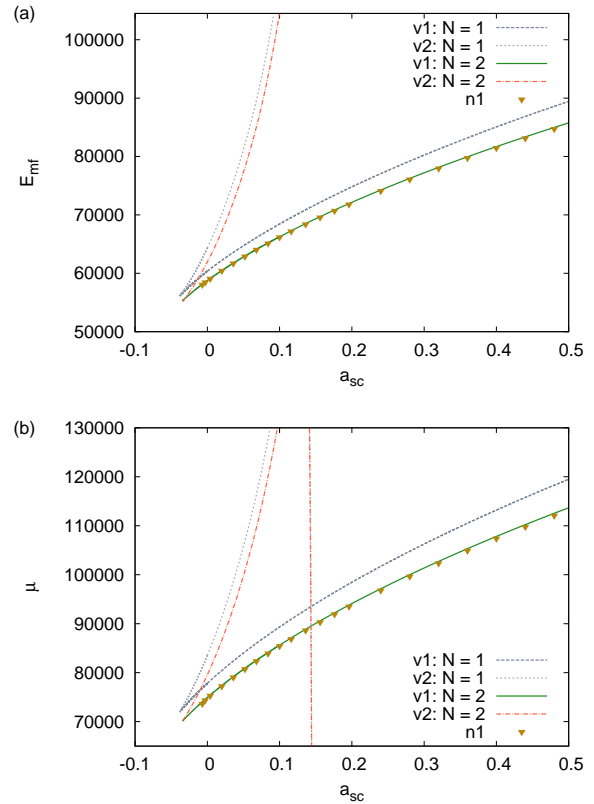 (a)
100000
90000
80000
70000
60000
50000
E_mf
-0.1
0
0.1
0.2
0.3
0.4
0.5
a_sc
v1: N = 1
v2: N = 1
v1: N = 2
v2: N = 2
n1
(b)
130000
120000
110000
100000
90000
80000
70000
μ
-0.1
0
0.1
0.2
0.3
0.4
0.5
a_sc
v1: N = 1
v2: N = 1
v1: N = 2
v2: N = 2
n1